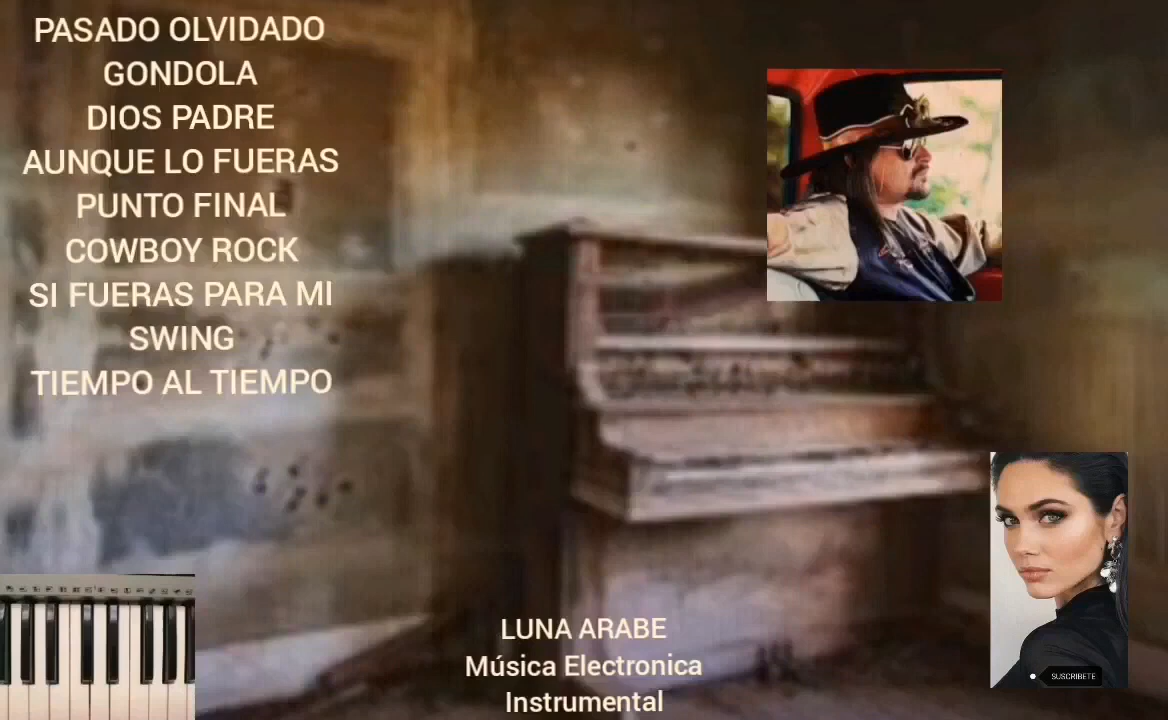 PASADO OLVIDADO
GONDOLA
DIOS PADRE
AUNQUE LO FUERAS
PUNTO FINAL
COWBOY ROCK
SI FUERAS PARA MI
SWING
TIEMPO AL TIEMPO
SUSCRIBETE
LUNA ARABE
Música Electronica
Instrumental